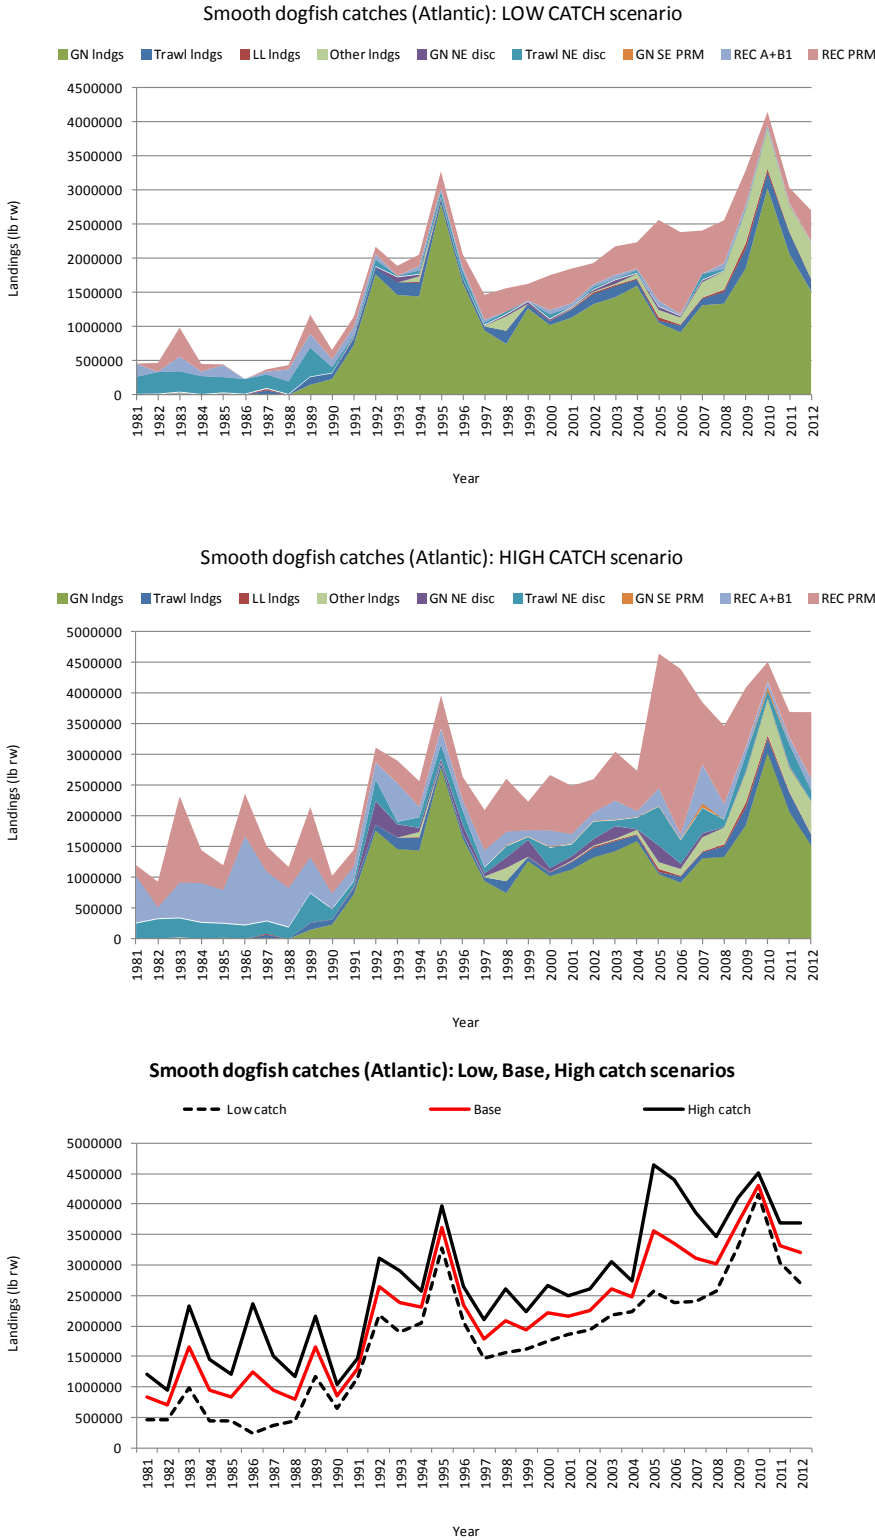 Smooth dogfish catches (Atlantic): LOW CATCH scenario
GN lndgs Trawl lndgs LL lndgs Other lndgs GN NE disc Trawl NE disc GN SE PRM REC A+B1 REC PRM
4500000
4000000
3500000
3000000
2500000
2000000
1500000
1000000
500000
0
Landings (lb rw)
1981 1982 1983 1984 1985 1986 1987 1988 1989 1990 1991 1992 1993 1994 1995 1996 1997 1998 1999 2000 2001 2002 2003 2004 2005 2006 2007 2008 2009 2010 2011 2012
Year
Smooth dogfish catches (Atlantic): HIGH CATCH scenario
GN lndgs Trawl lndgs LL lndgs Other lndgs GN NE disc Trawl NE disc GN SE PRM REC A+B1 REC PRM
5000000
4500000
4000000
3500000
3000000
2500000
2000000
1500000
1000000
500000
0
Landings (lb rw)
1981 1982 1983 1984 1985 1986 1987 1988 1989 1990 1991 1992 1993 1994 1995 1996 1997 1998 1999 2000 2001 2002 2003 2004 2005 2006 2007 2008 2009 2010 2011 2012
Year
Smooth dogfish catches (Atlantic): Low, Base, High catch scenarios
Low catch Base High catch
5000000
4500000
4000000
3500000
3000000
2500000
2000000
1500000
1000000
500000
0
Landings (lb rw)
1981 1982 1983 1984 1985 1986 1987 1988 1989 1990 1991 1992 1993 1994 1995 1996 1997 1998 1999 2000 2001 2002 2003 2004 2005 2006 2007 2008 2009 2010 2011 2012
Year